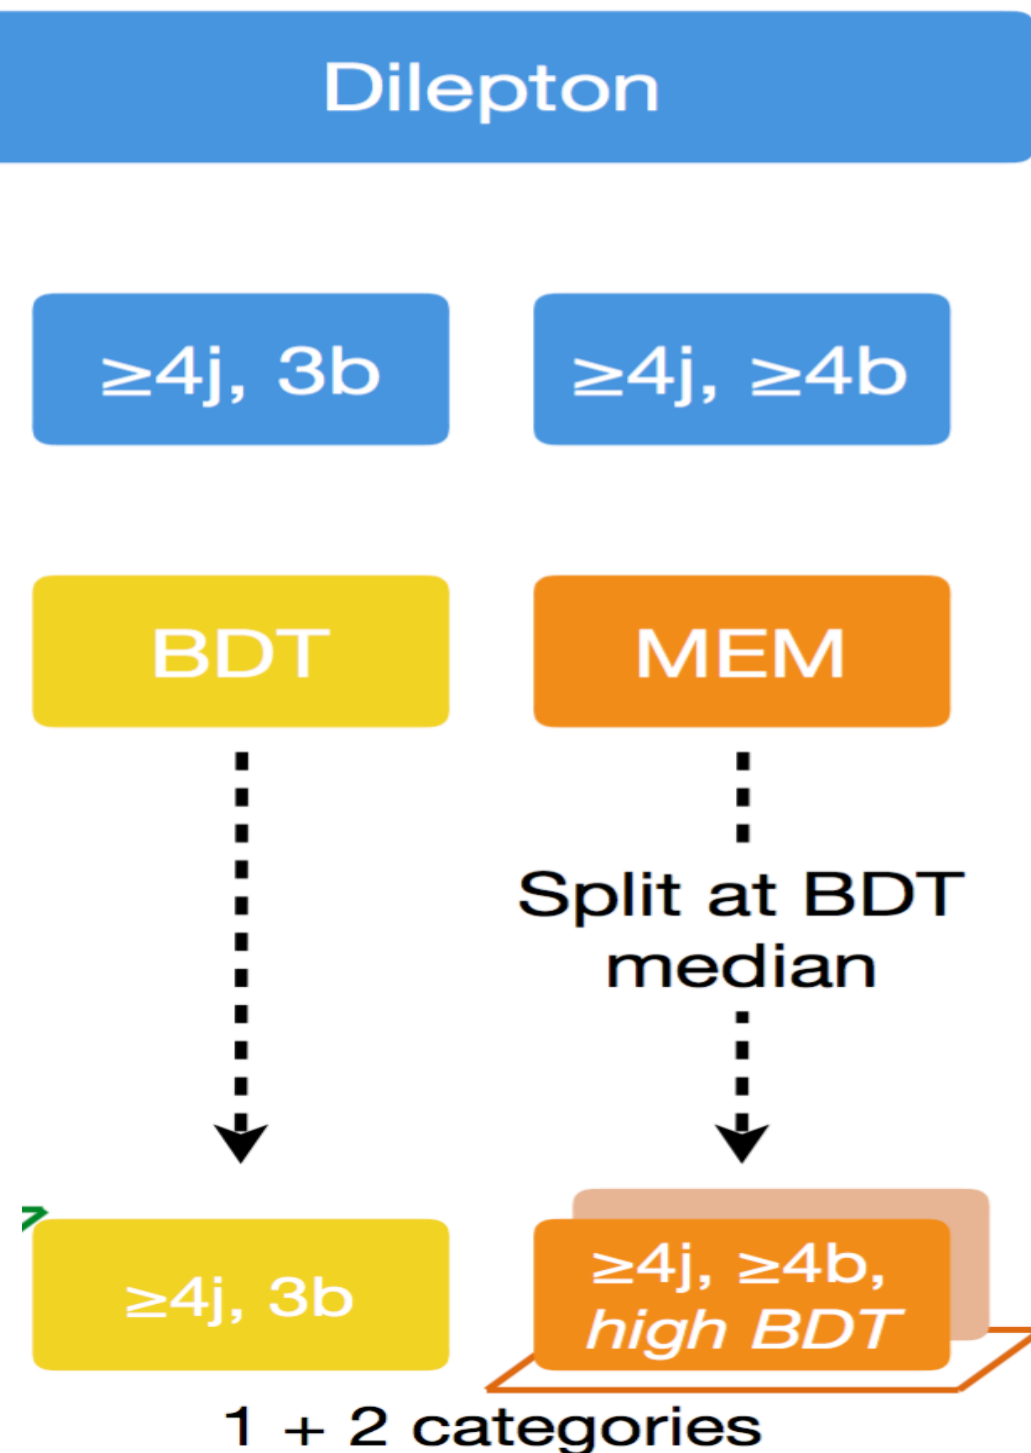 Dilepton
≥4j, 3b
≥4j, ≥4b
BDT
MEM
Split at BDT
median
≥4j, 3b
≥4j, ≥4b,
high BDT
1 + 2 categories